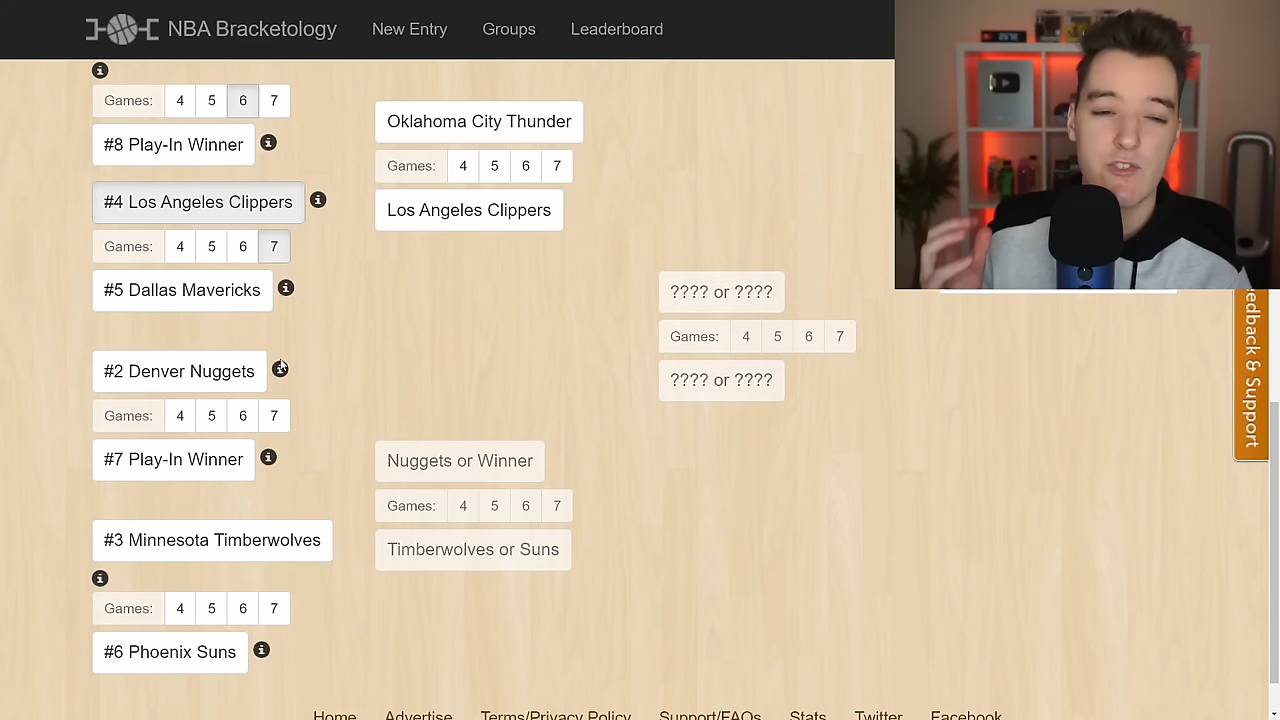 NBA Bracketology
New Entry
Groups
Leaderboard
Games: 4 5 6 7
#8 Play-In Winner
#4 Los Angeles Clippers
Games: 4 5 6 7
#5 Dallas Mavericks
#2 Denver Nuggets
Games: 4 5 6 7
#7 Play-In Winner
#3 Minnesota Timberwolves
Games: 4 5 6 7
#6 Phoenix Suns
Oklahoma City Thunder
Games: 4 5 6 7
Los Angeles Clippers
Nuggets or Winner
Games: 4 5 6 7
Timberwolves or Suns
???? or ????
Games: 4 5 6 7
???? or ????
edback & Support
Home Advertise Terms/Privacy Policy Support/FAQs Stats Twitter Facebook